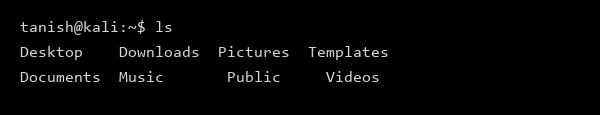 tanish@kali:~$ ls
Desktop    Downloads  Pictures  Templates
Documents  Music       Public     Videos